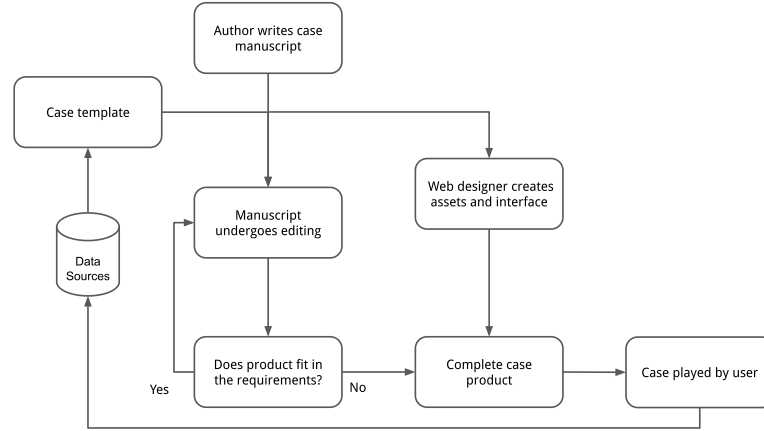 Author writes case
manuscript
Case template
Web designer creates
assets and interface
Manuscript
undergoes editing
Data
Sources
Does product fit in
the requirements?
Complete case
product
Case played by user
Yes
No